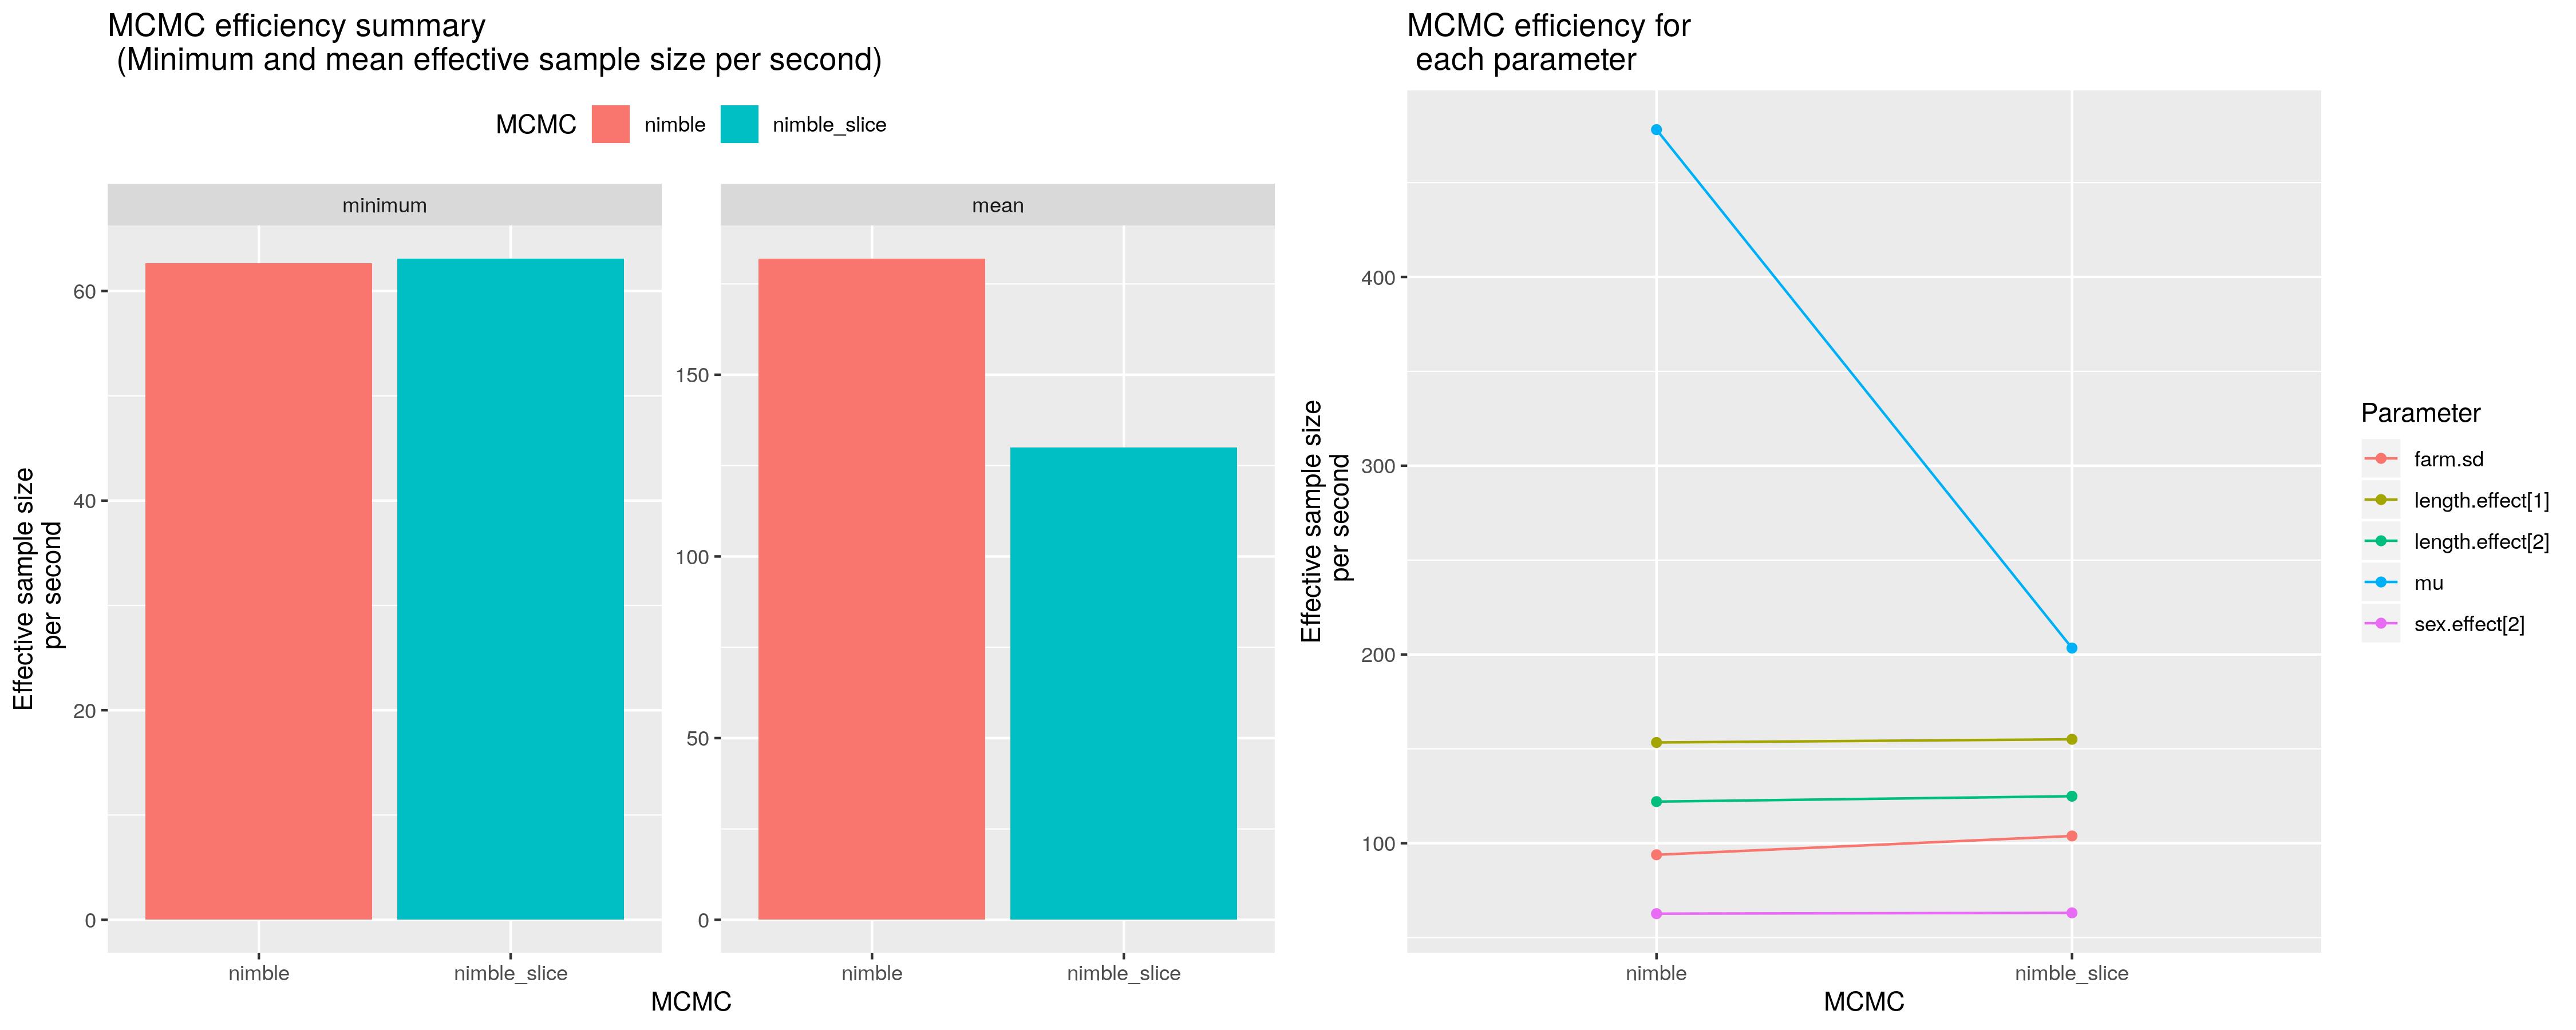 MCMC efficiency summary
(Minimum and mean effective sample size per second)
MCMC nimble nimble_slice
minimum
mean
Effective sample size
per second
60
40
20
0
150
100
50
0
nimble nimble_slice
nimble nimble_slice
MCMC
MCMC efficiency for
each parameter
Effective sample size
per second
400
300
200
100
nimble nimble_slice
MCMC
Parameter
farm.sd
length.effect[1]
length.effect[2]
mu
sex.effect[2]